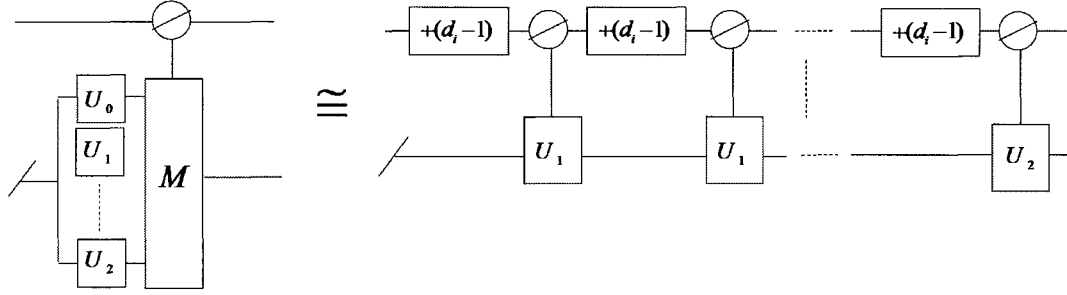 U₀
U₁
U₂
M
≅
+(dᵢ−1) +(dᵢ−1) +(dᵢ−1)
U₁ U₁ U₂